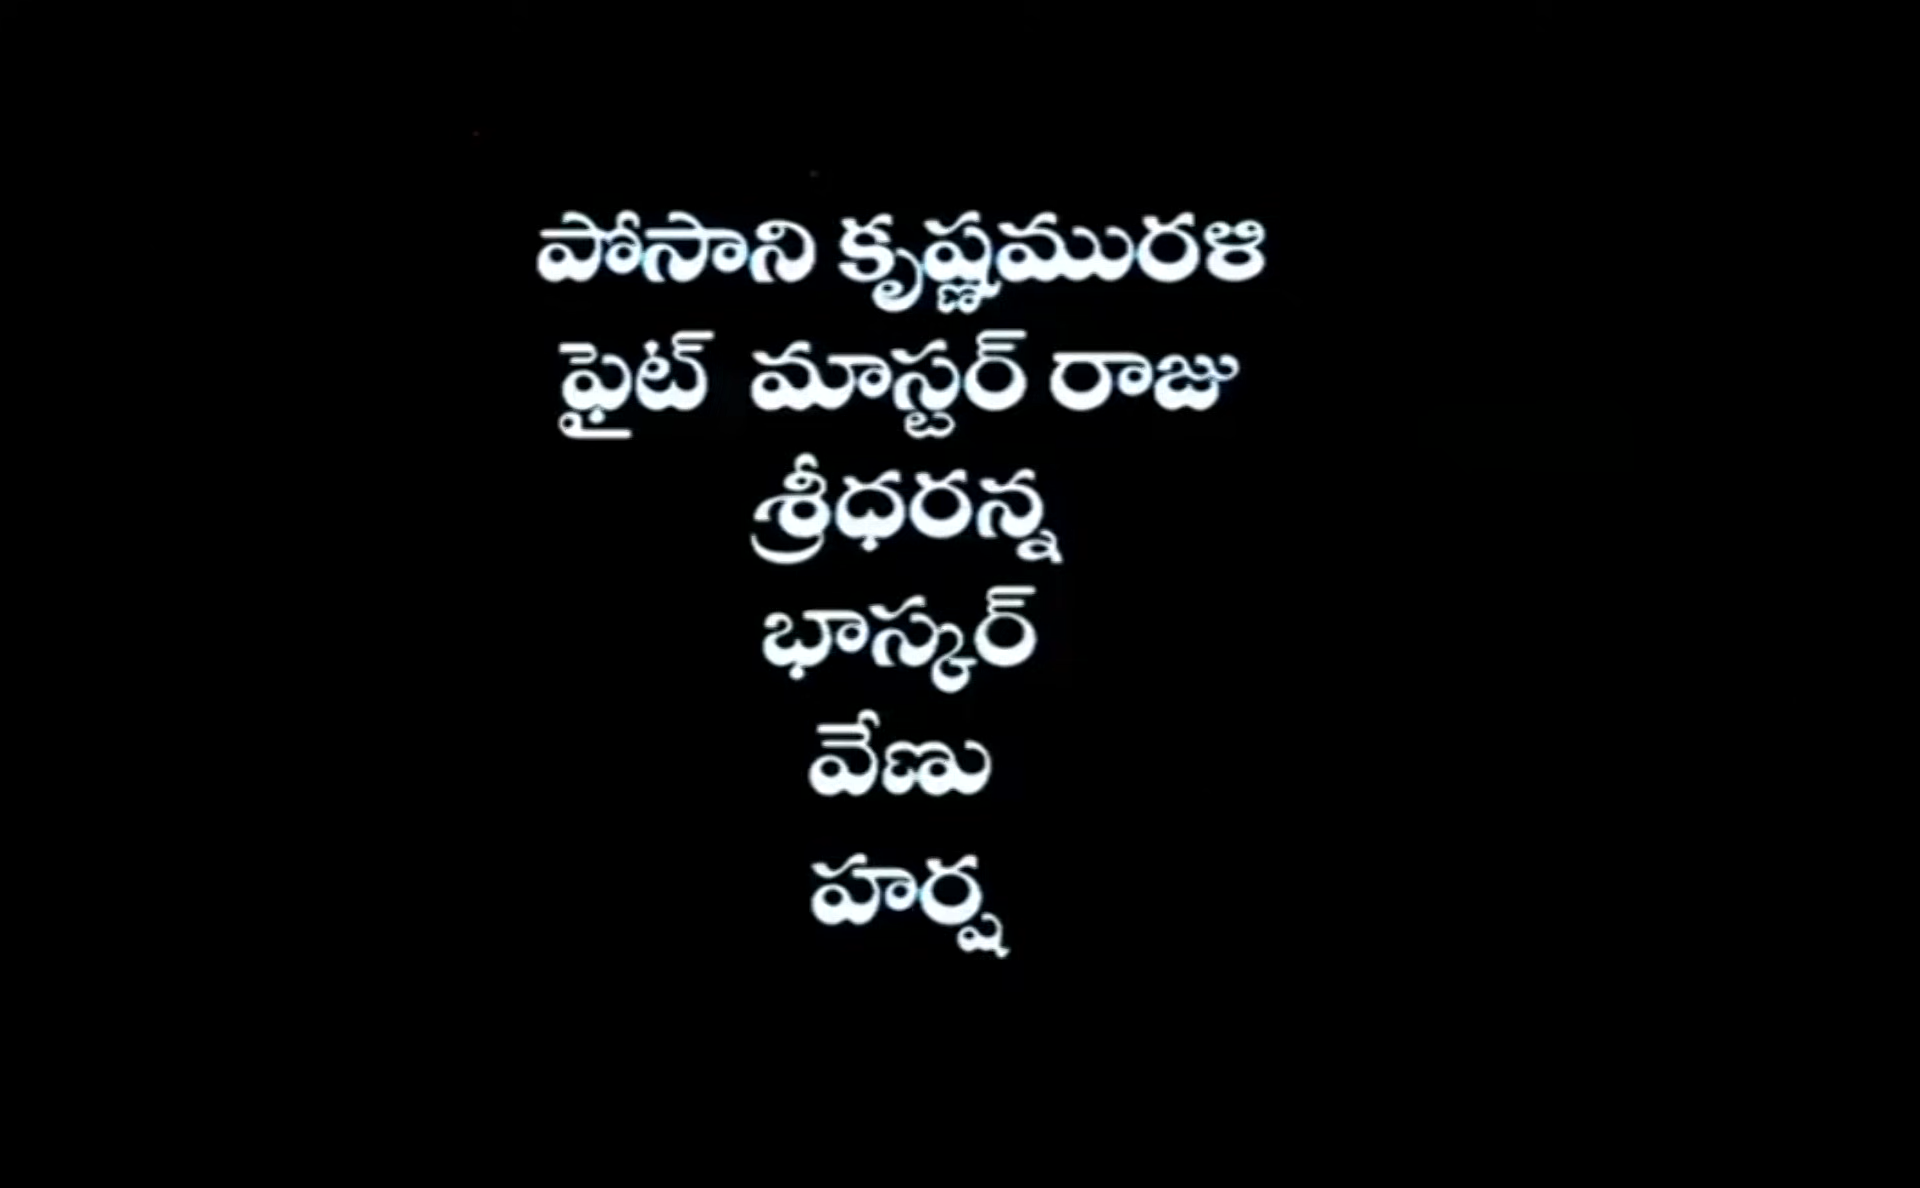 పోసాని కృష్ణమురళి
ఫైట్ మాస్టర్ రాజు
శ్రీధరన్న
భాస్కర్
వేణు
హర్ష